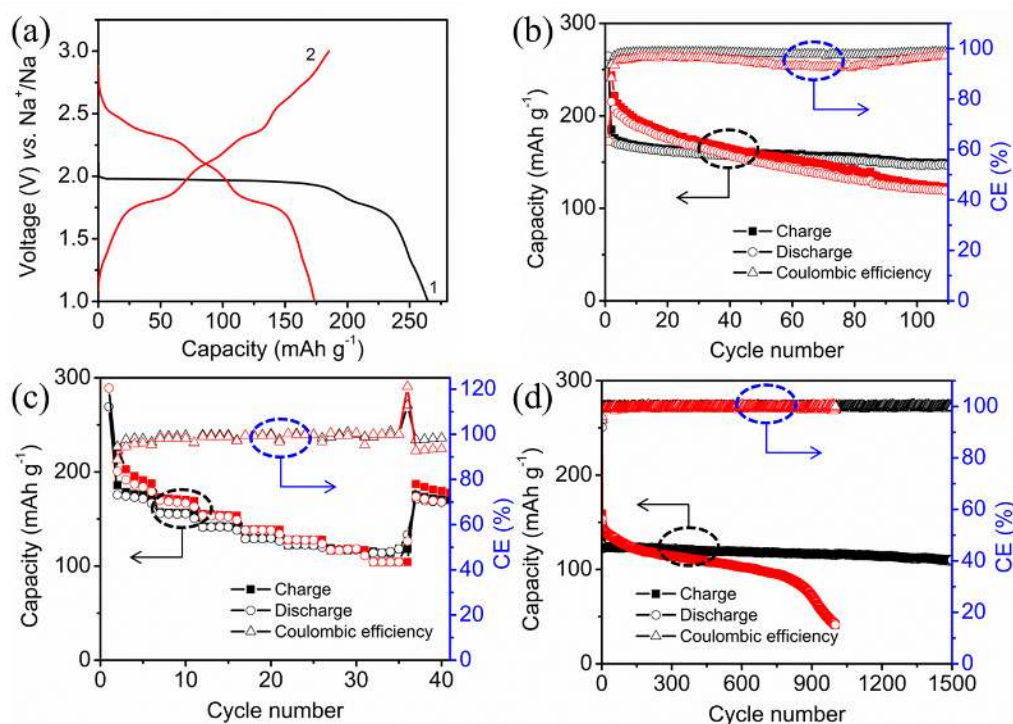 (a)
3.0
2.5
2.0
1.5
1.0
Voltage (V) vs. Na⁺/Na
2
1
0 50 100 150 200 250
Capacity (mAh g⁻¹)
(b)
300
250
200
150
100
Capacity (mAh g⁻¹)
100
80
60
40
20
0
CE (%)
Charge
Discharge
Coulombic efficiency
0 20 40 60 80 100
Cycle number
(c)
300
200
100
0
Capacity (mAh g⁻¹)
120
100
80
60
40
20
0
CE (%)
Charge
Discharge
Coulombic efficiency
0 10 20 30 40
Cycle number
(d)
300
200
100
0
Capacity (mAh g⁻¹)
100
80
60
40
20
0
CE (%)
Charge
Discharge
Coulombic efficiency
0 300 600 900 1200 1500
Cycle number